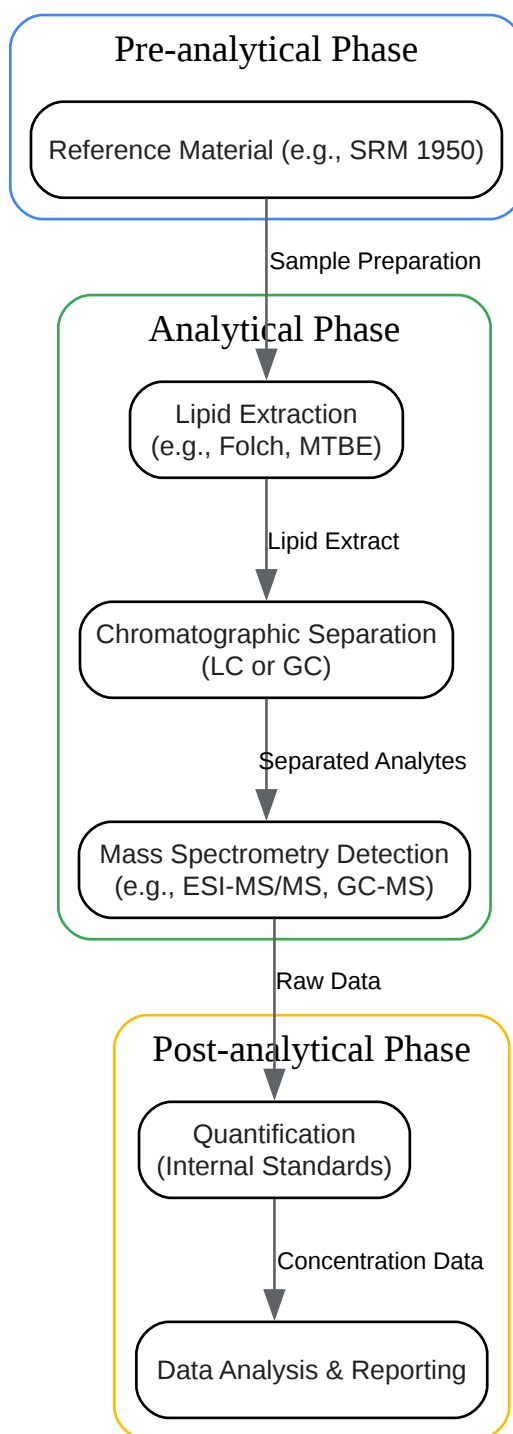 Pre-analytical Phase
Reference Material (e.g., SRM 1950)
Sample Preparation
Analytical Phase
Lipid Extraction
(e.g., Folch, MTBE)
Lipid Extract
Chromatographic Separation
(LC or GC)
Separated Analytes
Mass Spectrometry Detection
(e.g., ESI-MS/MS, GC-MS)
Raw Data
Post-analytical Phase
Quantification
(Internal Standards)
Concentration Data
Data Analysis & Reporting